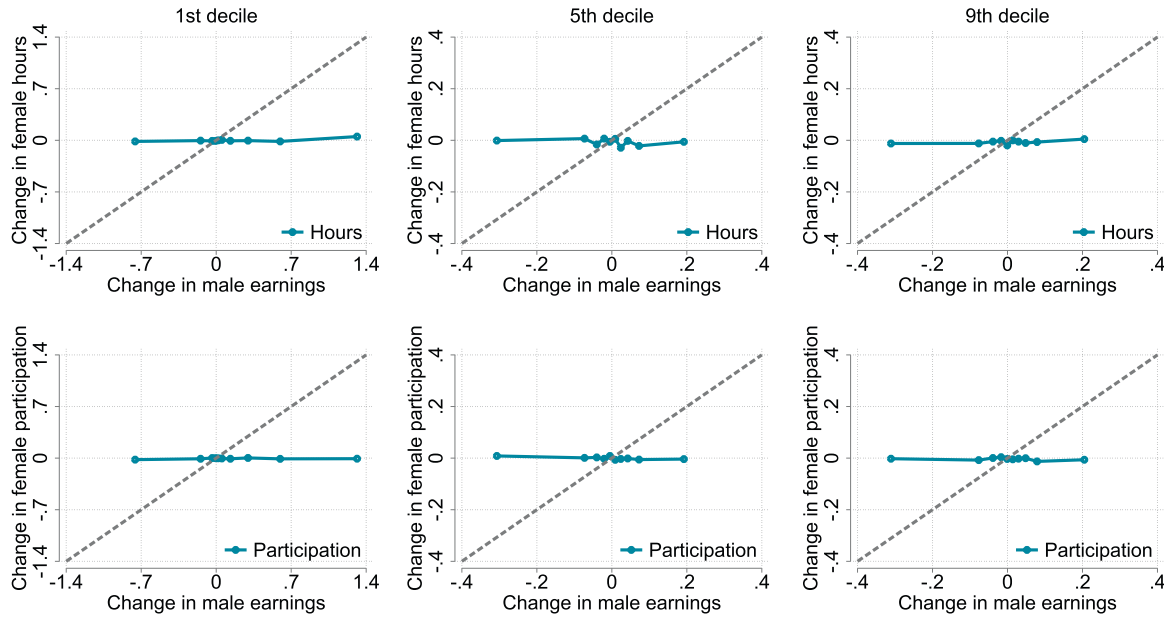 1st decile
Change in female hours
1.4
.7
0
-.7
-1.4
Hours
-1.4 -.7 0 .7 1.4
Change in male earnings
5th decile
Change in female hours
.4
.2
0
-.2
-.4
Hours
-.4 -.2 0 .2 .4
Change in male earnings
9th decile
Change in female hours
.4
.2
0
-.2
-.4
Hours
-.4 -.2 0 .2 .4
Change in male earnings
Change in female participation
1.4
.7
0
-.7
-1.4
Participation
-1.4 -.7 0 .7 1.4
Change in male earnings
Change in female participation
.4
.2
0
-.2
-.4
Participation
-.4 -.2 0 .2 .4
Change in male earnings
Change in female participation
.4
.2
0
-.2
-.4
Participation
-.4 -.2 0 .2 .4
Change in male earnings